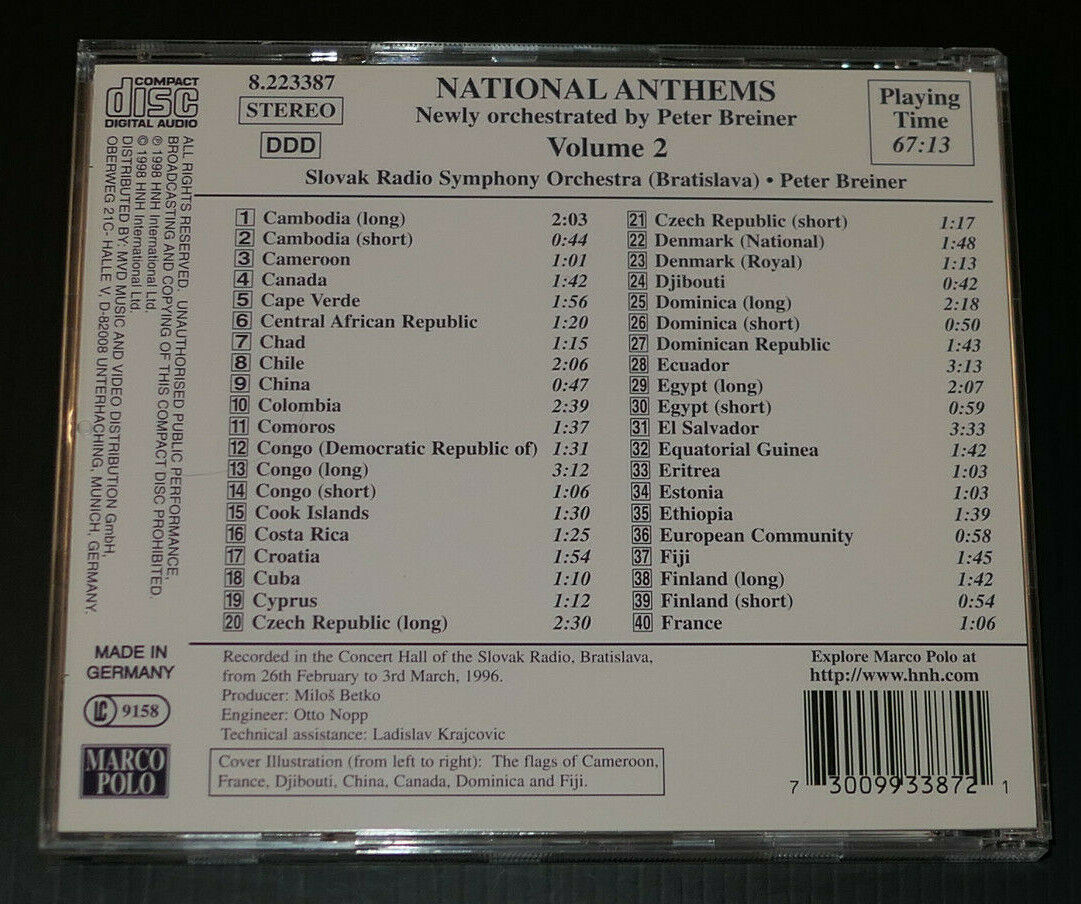 COMPACT
disc
DIGITAL AUDIO
8.223387
STEREO
DDD
NATIONAL ANTHEMS
Newly orchestrated by Peter Breiner
Volume 2
Slovak Radio Symphony Orchestra (Bratislava) • Peter Breiner
Playing
Time
67:13
ALL RIGHTS RESERVED. UNAUTHORISED PUBLIC PERFORMANCE,
BROADCASTING AND COPYING OF THIS COMPACT DISC PROHIBITED.
℗ 1998 HNH International Ltd.
© 1998 HNH International Ltd.
DISTRIBUTED BY: MVD MUSIC AND VIDEO DISTRIBUTION GmbH,
OBERWEG 21C- HALLE V, D-82008 UNTERHACHING, MUNICH, GERMANY.
1 Cambodia (long) 2:03
2 Cambodia (short) 0:44
3 Cameroon 1:01
4 Canada 1:42
5 Cape Verde 1:56
6 Central African Republic 1:20
7 Chad 1:15
8 Chile 2:06
9 China 0:47
10 Colombia 2:39
11 Comoros 1:37
12 Congo (Democratic Republic of) 1:31
13 Congo (long) 3:12
14 Congo (short) 1:06
15 Cook Islands 1:30
16 Costa Rica 1:25
17 Croatia 1:54
18 Cuba 1:10
19 Cyprus 1:12
20 Czech Republic (long) 2:30
21 Czech Republic (short) 1:17
22 Denmark (National) 1:48
23 Denmark (Royal) 1:13
24 Djibouti 0:42
25 Dominica (long) 2:18
26 Dominica (short) 0:50
27 Dominican Republic 1:43
28 Ecuador 3:13
29 Egypt (long) 2:07
30 Egypt (short) 0:59
31 El Salvador 3:33
32 Equatorial Guinea 1:42
33 Eritrea 1:03
34 Estonia 1:03
35 Ethiopia 1:39
36 European Community 0:58
37 Fiji 1:45
38 Finland (long) 1:42
39 Finland (short) 0:54
40 France 1:06
MADE IN
GERMANY
LC 9158
MARCO
POLO
Recorded in the Concert Hall of the Slovak Radio, Bratislava,
from 26th February to 3rd March, 1996.
Producer: Miloš Betko
Engineer: Otto Nopp
Technical assistance: Ladislav Krajcovic
Cover Illustration (from left to right): The flags of Cameroon,
France, Djibouti, China, Canada, Dominica and Fiji.
Explore Marco Polo at
http://www.hnh.com
7 30099 33872 1